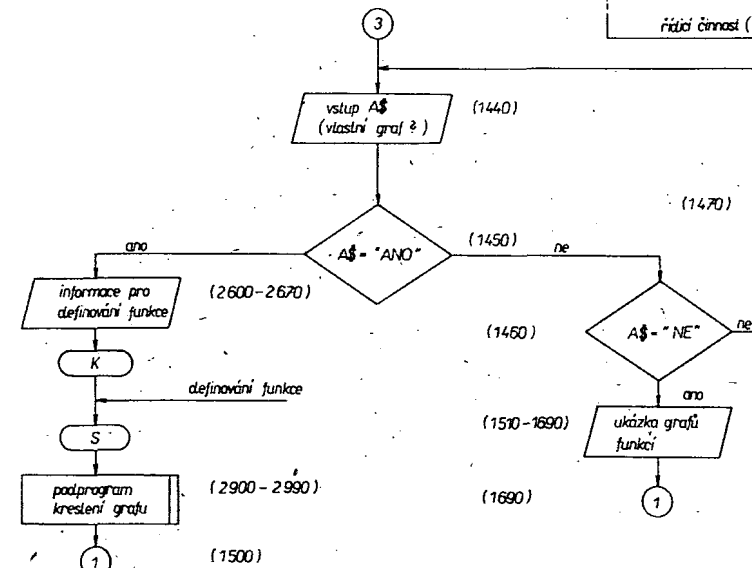 3
řídicí činnost (
vstup A$
(vlastní graf ?)
(1440)
(1470)
ano
A$ = "ANO"
(1450)
ne
informace pro
definování funkce
(2600-2670)
(1460)
A$ = "NE"
ne
K
ano
definování funkce
S
(1510-1690)
ukázka grafů
funkcí
podprogram
kreslení grafu
(2900-2990)
(1690)
1
1
(1500)